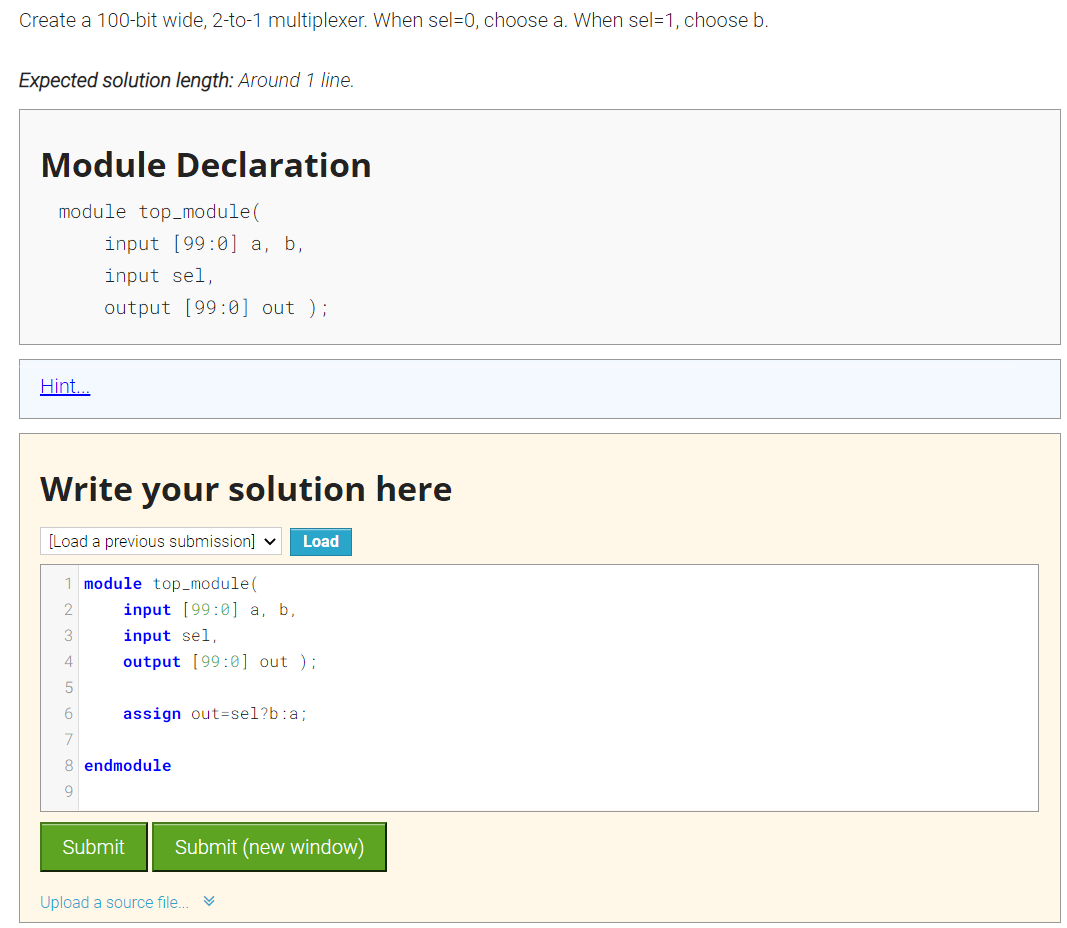 Create a 100-bit wide, 2-to-1 multiplexer. When sel=0, choose a. When sel=1, choose b.
Expected solution length: Around 1 line.
Module Declaration
module top_module(
    input [99:0] a, b,
    input sel,
    output [99:0] out );
Hint...
Write your solution here
[Load a previous submission] Load
1 module top_module(
2     input [99:0] a, b,
3     input sel,
4     output [99:0] out );
5
6     assign out=sel?b:a;
7
8 endmodule
9
Submit Submit (new window)
Upload a source file...